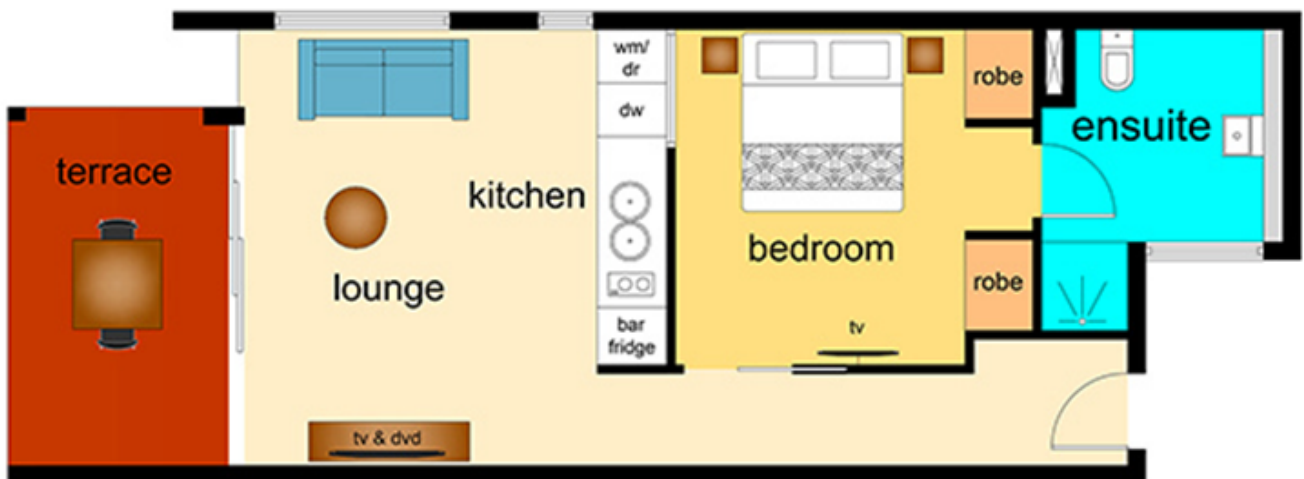 terrace
lounge
kitchen
wm/
dr
dw
bar
fridge
tv & dvd
bedroom
tv
robe
robe
ensuite